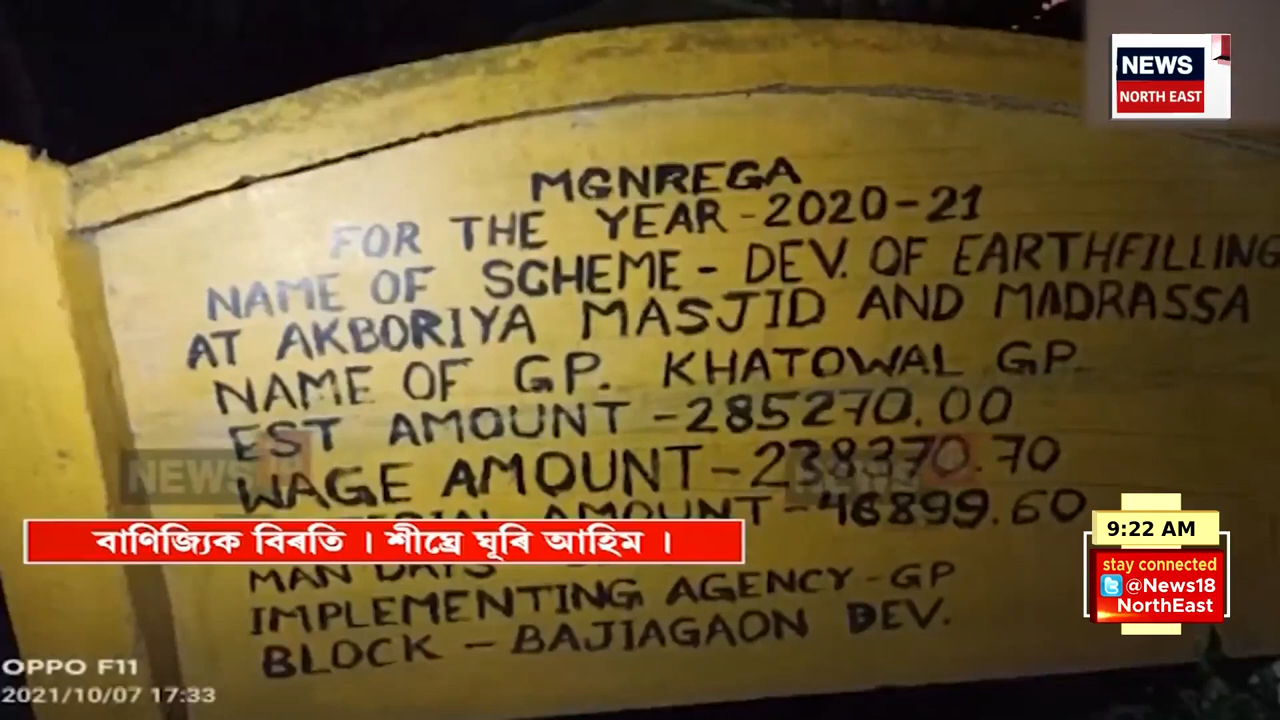 NEWS
NORTH EAST
MGNREGA
FOR THE YEAR - 2020-21
NAME OF SCHEME - DEV. OF EARTHFILLING
AT AKBORIYA MASJID AND MADRASSA
NAME OF GP. KHATOWAL GP.
EST AMOUNT - 285270.00
WAGE AMOUNT - 238370.70
AMOUNT - 46899.60
MAN DAYS
IMPLEMENTING AGENCY - GP
BLOCK - BAJIAGAON DEV.
NEWS18
বাণিজ্যিক বিৰতি । শীঘ্ৰে ঘূৰি আহিম ।
9:22 AM
stay connected
@News18
NorthEast
OPPO F11
2021/10/07 17:33